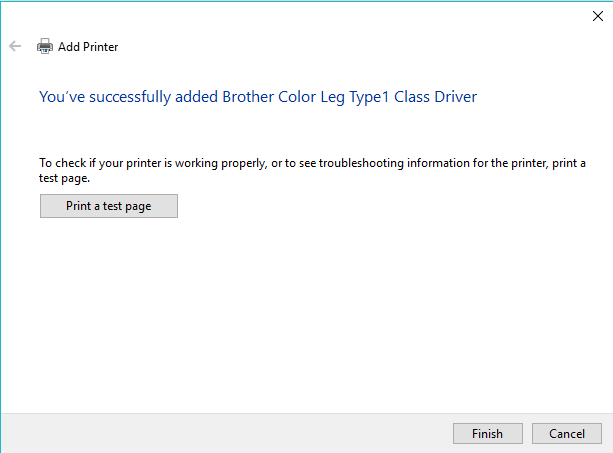 Add Printer
You've successfully added Brother Color Leg Type1 Class Driver
To check if your printer is working properly, or to see troubleshooting information for the printer, print a
test page.
Print a test page
Finish
Cancel